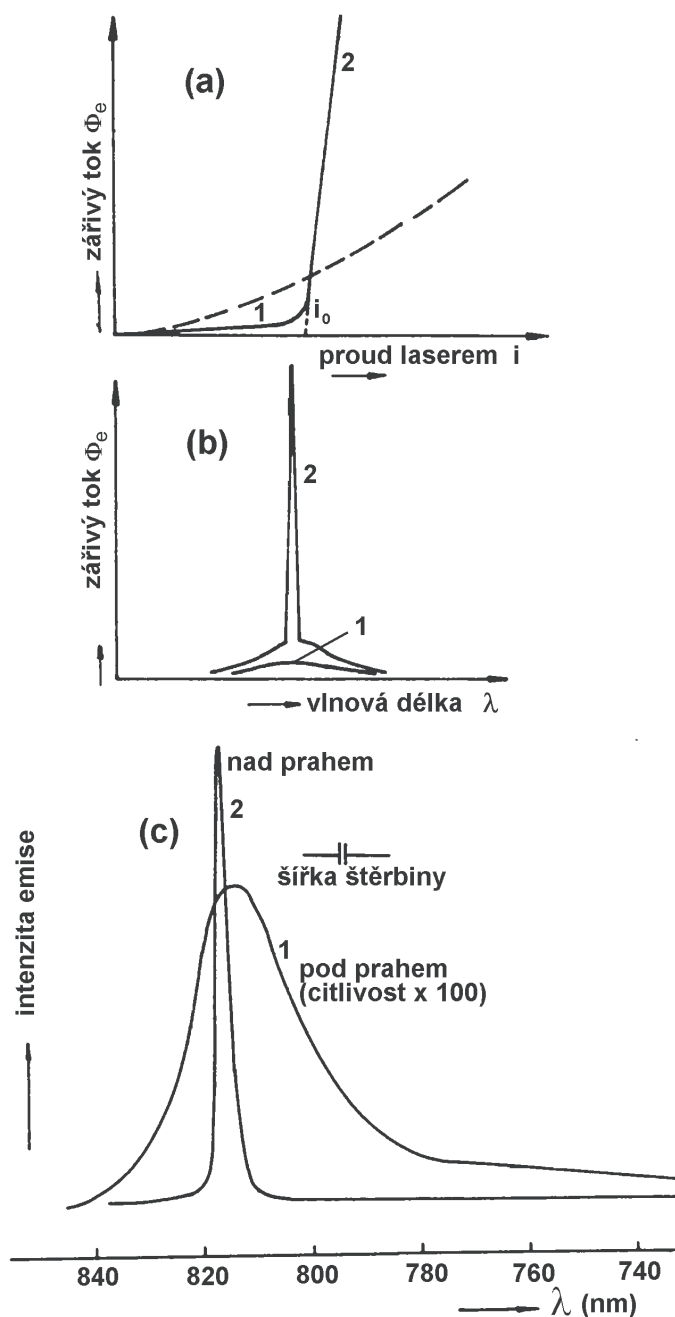 (a)
2
zářivý tok Φe
1
i0
proud laserem i
(b)
zářivý tok Φe
2
1
vlnová délka λ
nad prahem
2
(c)
šířka štěrbiny
intenzita emise
1
pod prahem
(citlivost x 100)
840 820 800 780 760 740
λ (nm)